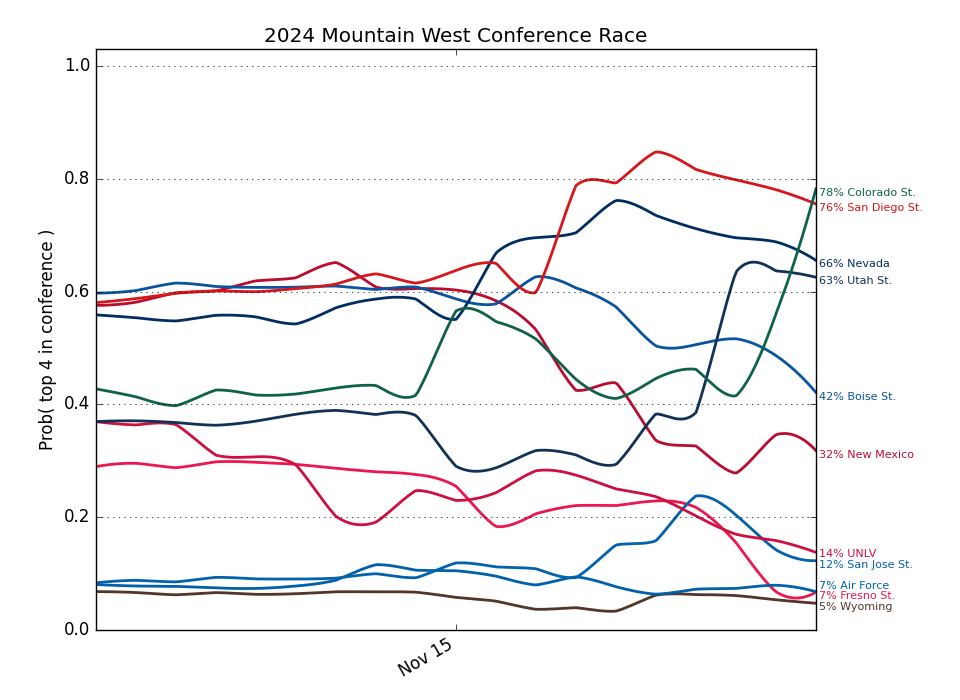 2024 Mountain West Conference Race
Prob( top 4 in conference )
1.0
0.8
0.6
0.4
0.2
0.0
Nov 15
78% Colorado St.
76% San Diego St.
66% Nevada
63% Utah St.
42% Boise St.
32% New Mexico
14% UNLV
12% San Jose St.
7% Air Force
7% Fresno St.
5% Wyoming